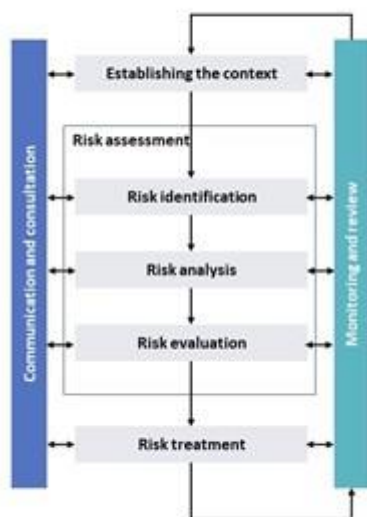 Establishing the context
Risk assessment
Risk identification
Risk analysis
Risk evaluation
Risk treatment
Communication and consultation
Monitoring and review